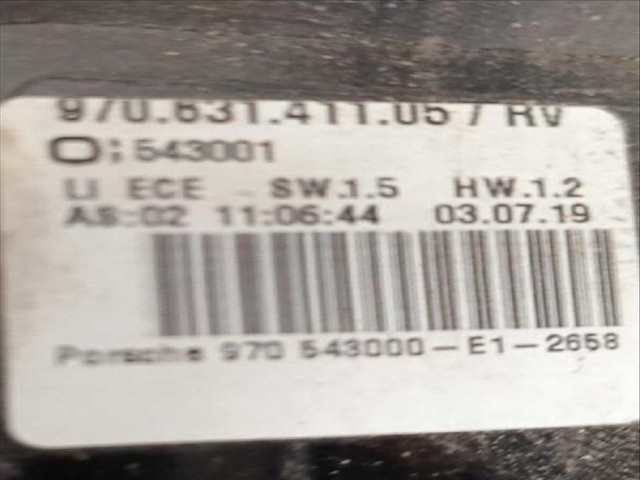 970.631.411.05 / RV
O: 543001
LI ECE - SW.1.5 HW.1.2
AS:02 11:06:44 03.07.19
Porsche 970 543000-E1-2658